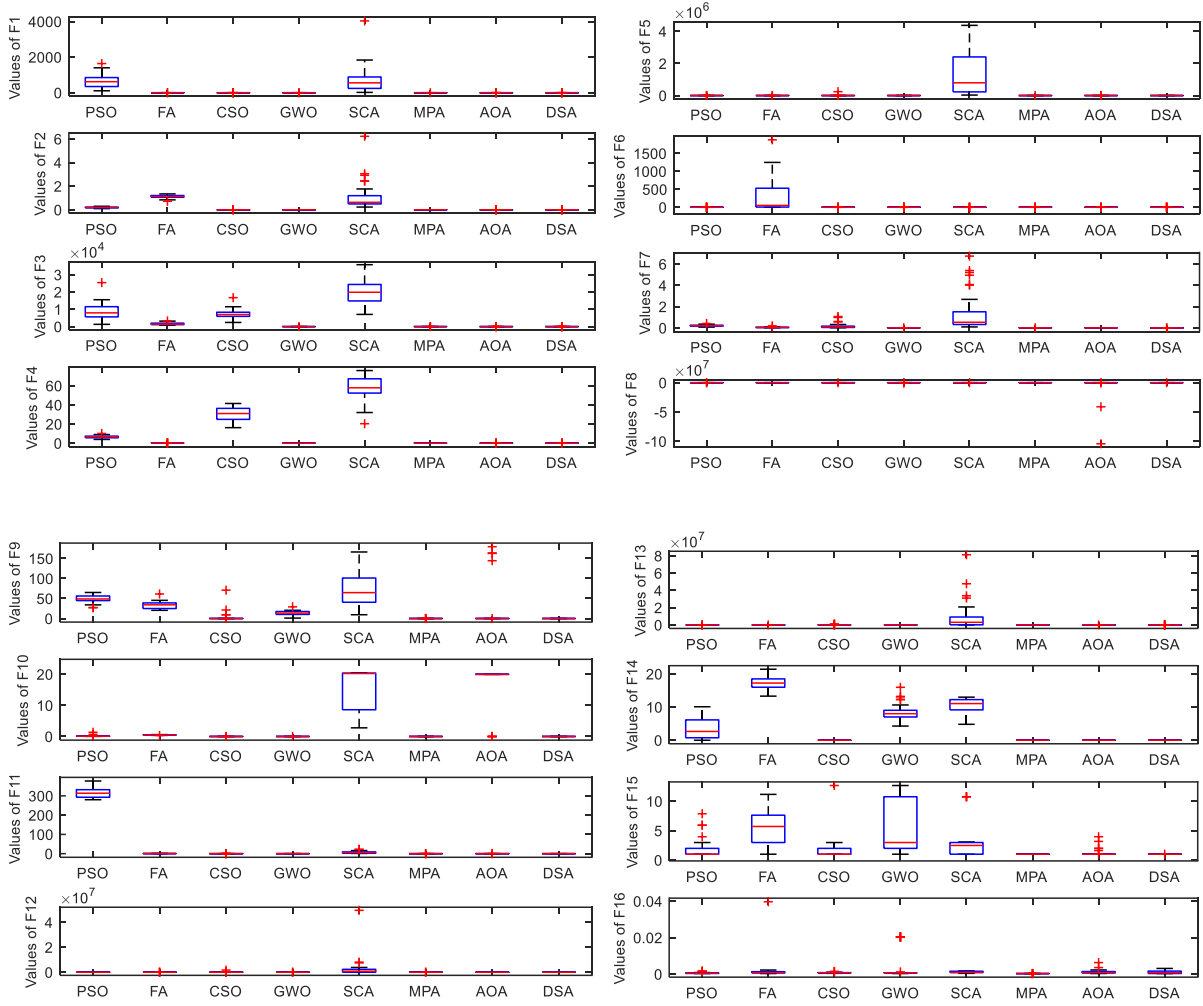 Values of F1
4000
2000
0
PSO FA CSO GWO SCA MPA AOA DSA
Values of F2
6
4
2
0
PSO FA CSO GWO SCA MPA AOA DSA
×10⁴
Values of F3
3
2
1
0
PSO FA CSO GWO SCA MPA AOA DSA
Values of F4
60
40
20
0
PSO FA CSO GWO SCA MPA AOA DSA
×10⁶
Values of F5
4
2
0
PSO FA CSO GWO SCA MPA AOA DSA
Values of F6
1500
1000
500
0
PSO FA CSO GWO SCA MPA AOA DSA
Values of F7
6
4
2
0
PSO FA CSO GWO SCA MPA AOA DSA
×10⁷
Values of F8
0
-5
-10
PSO FA CSO GWO SCA MPA AOA DSA
Values of F9
150
100
50
0
PSO FA CSO GWO SCA MPA AOA DSA
Values of F10
20
10
0
PSO FA CSO GWO SCA MPA AOA DSA
Values of F11
300
200
100
0
PSO FA CSO GWO SCA MPA AOA DSA
×10⁷
Values of F12
4
2
0
PSO FA CSO GWO SCA MPA AOA DSA
×10⁷
Values of F13
8
6
4
2
0
PSO FA CSO GWO SCA MPA AOA DSA
Values of F14
20
10
0
PSO FA CSO GWO SCA MPA AOA DSA
Values of F15
10
5
0
PSO FA CSO GWO SCA MPA AOA DSA
Values of F16
0.04
0.02
0
PSO FA CSO GWO SCA MPA AOA DSA